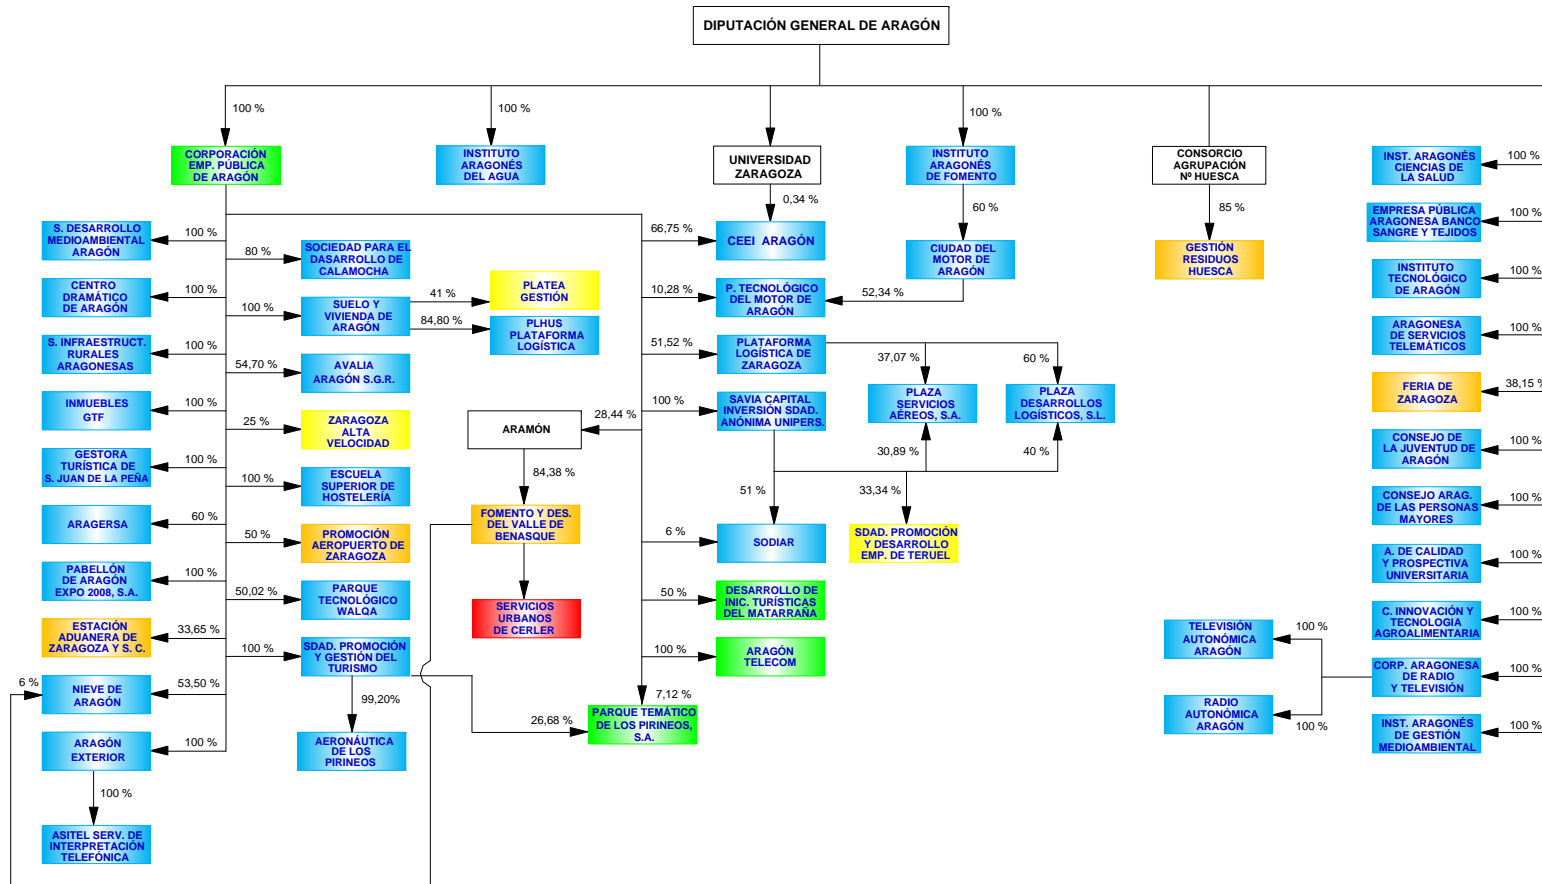 DIPUTACIÓN GENERAL DE ARAGÓN
100 %
100 %
100 %
CORPORACIÓN
EMP. PÚBLICA
DE ARAGÓN
INSTITUTO
ARAGONÉS
DEL AGUA
UNIVERSIDAD
ZARAGOZA
INSTITUTO
ARAGONÉS
DE FOMENTO
CONSORCIO
AGRUPACIÓN
Nº HUESCA
INST. ARAGONÉS
CIENCIAS DE
LA SALUD
100 %
0,34 %
60 %
85 %
S. DESARROLLO
MEDIOAMBIENTAL
ARAGÓN
100 %
80 %
SOCIEDAD PARA EL
DASARROLLO DE
CALAMOCHA
66,75 %
CEEI ARAGÓN
CIUDAD DEL
MOTOR DE
ARAGÓN
GESTIÓN
RESIDUOS
HUESCA
EMPRESA PÚBLICA
ARAGONESA BANCO
SANGRE Y TEJIDOS
100 %
CENTRO
DRAMÁTICO
DE ARAGÓN
100 %
100 %
SUELO Y
VIVIENDA DE
ARAGÓN
41 %
PLATEA
GESTIÓN
84,80 %
PLHUS
PLATAFORMA
LOGÍSTICA
10,28 %
P. TECNOLÓGICO
DEL MOTOR DE
ARAGÓN
52,34 %
INSTITUTO
TECNOLÓGICO
DE ARAGÓN
100 %
S. INFRAESTRUCT.
RURALES
ARAGONESAS
100 %
54,70 %
AVALIA
ARAGÓN S.G.R.
51,52 %
PLATAFORMA
LOGÍSTICA DE
ZARAGOZA
37,07 %
60 %
ARAGONESA
DE SERVICIOS
TELEMÁTICOS
100 %
INMUEBLES
GTF
100 %
25 %
ZARAGOZA
ALTA
VELOCIDAD
ARAMÓN
28,44 %
100 %
SAVIA CAPITAL
INVERSIÓN SDAD.
ANÓNIMA UNIPERS.
PLAZA
SERVICIOS
AÉREOS, S.A.
PLAZA
DESARROLLOS
LOGÍSTICOS, S.L.
FERIA DE
ZARAGOZA
38,15%
GESTORA
TURÍSTICA DE
S. JUAN DE LA PEÑA
100 %
100 %
ESCUELA
SUPERIOR DE
HOSTELERÍA
84,38 %
30,89 %
40 %
CONSEJO DE
LA JUVENTUD DE
ARAGÓN
100 %
51 %
33,34 %
ARAGERSA
60 %
50 %
PROMOCIÓN
AEROPUERTO DE
ZARAGOZA
FOMENTO Y DES.
DEL VALLE DE
BENASQUE
6 %
SODIAR
SDAD. PROMOCIÓN
Y DESARROLLO
EMP. DE TERUEL
CONSEJO ARAG.
DE LAS PERSONAS
MAYORES
100 %
PABELLÓN
DE ARAGÓN
EXPO 2008, S.A.
100 %
50,02 %
PARQUE
TECNOLÓGICO
WALQA
SERVICIOS
URBANOS
DE CERLER
50 %
DESARROLLO DE
INIC. TURÍSTICAS
DEL MATARRAÑA
A. DE CALIDAD
Y PROSPECTIVA
UNIVERSITARIA
100 %
ESTACIÓN
ADUANERA DE
ZARAGOZA Y S. C.
33,65 %
100 %
SDAD. PROMOCIÓN
Y GESTIÓN DEL
TURISMO
100 %
ARAGÓN
TELECOM
TELEVISIÓN
AUTONÓMICA
ARAGÓN
100 %
C. INNOVACIÓN Y
TECNOLOGIA
AGROALIMENTARIA
100 %
6 %
NIEVE DE
ARAGÓN
53,50 %
99,20%
26,68 %
7,12 %
PARQUE TEMÁTICO
DE LOS PIRINEOS,
S.A.
RADIO
AUTONÓMICA
ARAGÓN
100 %
CORP. ARAGONESA
DE RADIO
Y TELEVISIÓN
100 %
ARAGÓN
EXTERIOR
100 %
AERONÁUTICA
DE LOS
PIRINEOS
INST. ARAGONÉS
DE GESTIÓN
MEDIOAMBIENTAL
100 %
100 %
ASITEL SERV. DE
INTERPRETACIÓN
TELEFÓNICA